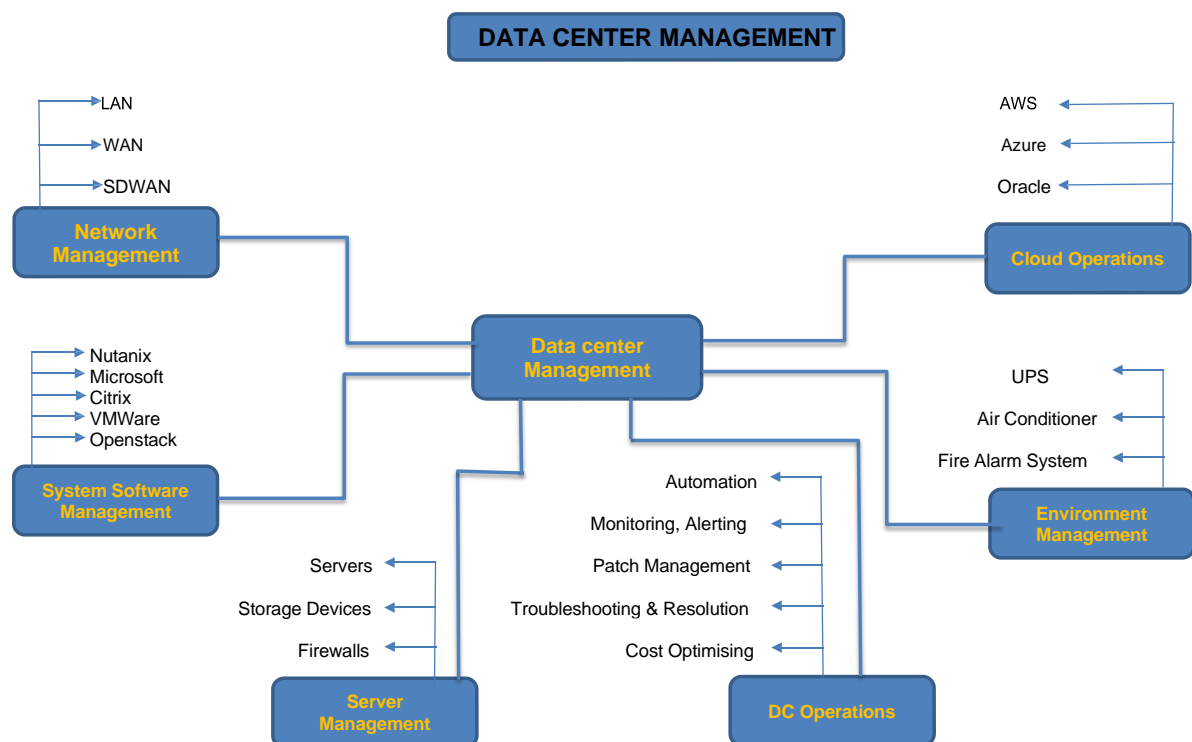 DATA CENTER MANAGEMENT
LAN
WAN
SDWAN
Network
Management
AWS
Azure
Oracle
Cloud Operations
Data center
Management
Nutanix
Microsoft
Citrix
VMWare
Openstack
System Software
Management
UPS
Air Conditioner
Fire Alarm System
Environment
Management
Servers
Storage Devices
Firewalls
Server
Management
Automation
Monitoring, Alerting
Patch Management
Troubleshooting & Resolution
Cost Optimising
DC Operations